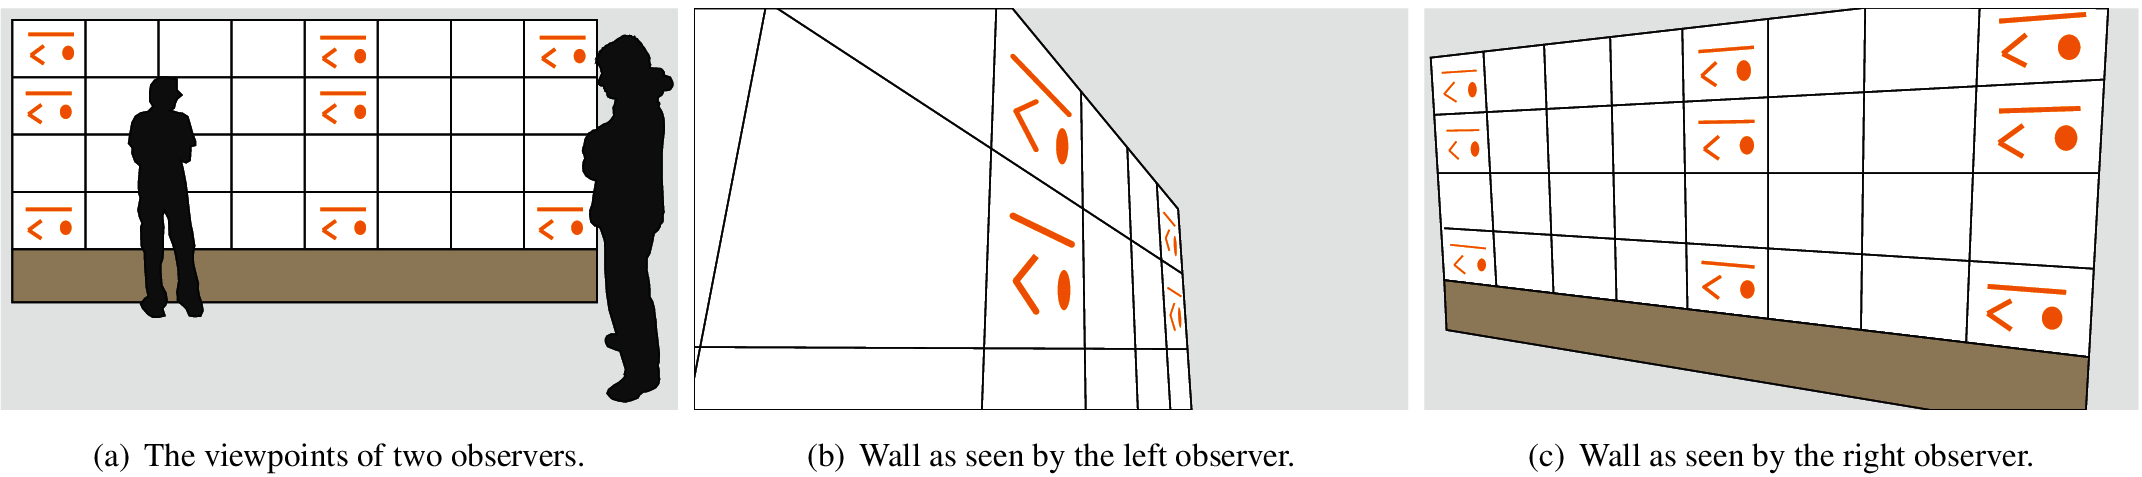 (a) The viewpoints of two observers.
(b) Wall as seen by the left observer.
(c) Wall as seen by the right observer.